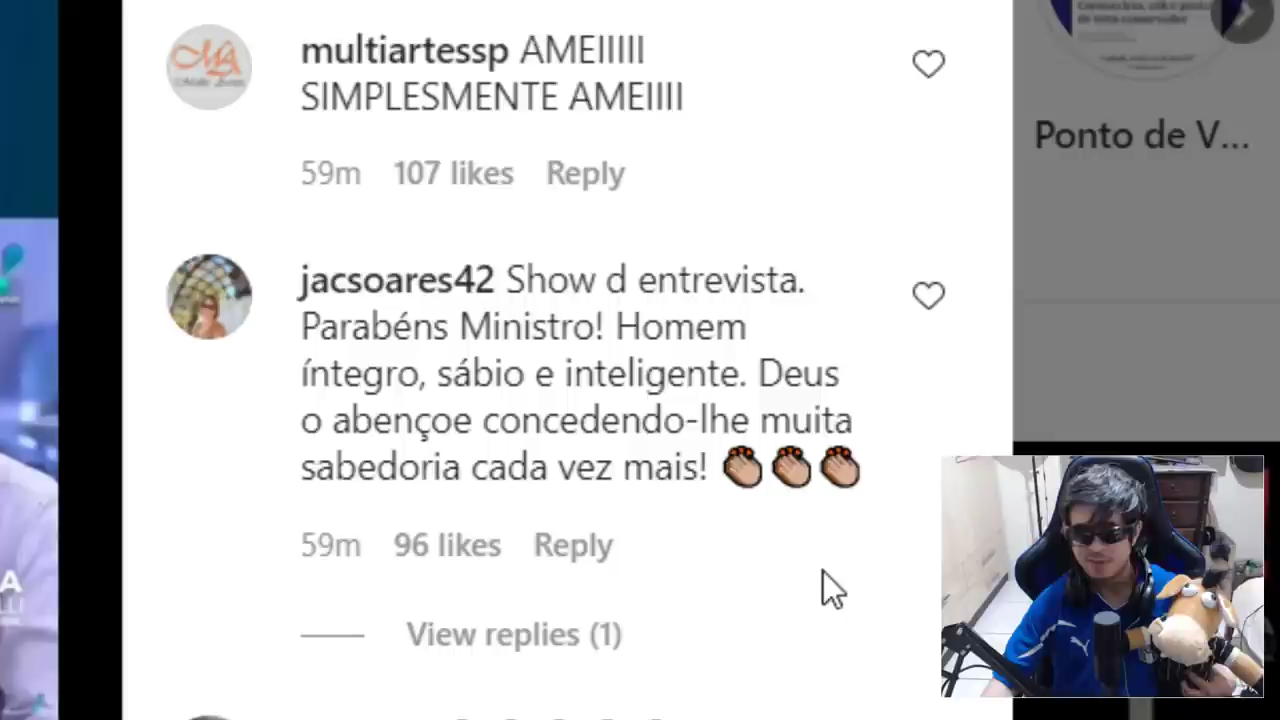 multiartessp AMEIIIII
SIMPLESMENTE AMEIIII
59m 107 likes Reply
jacsoares42 Show d entrevista.
Parabéns Ministro! Homem
íntegro, sábio e inteligente. Deus
o abençoe concedendo-lhe muita
sabedoria cada vez mais! 👏👏👏
59m 96 likes Reply
View replies (1)
Ponto de V...